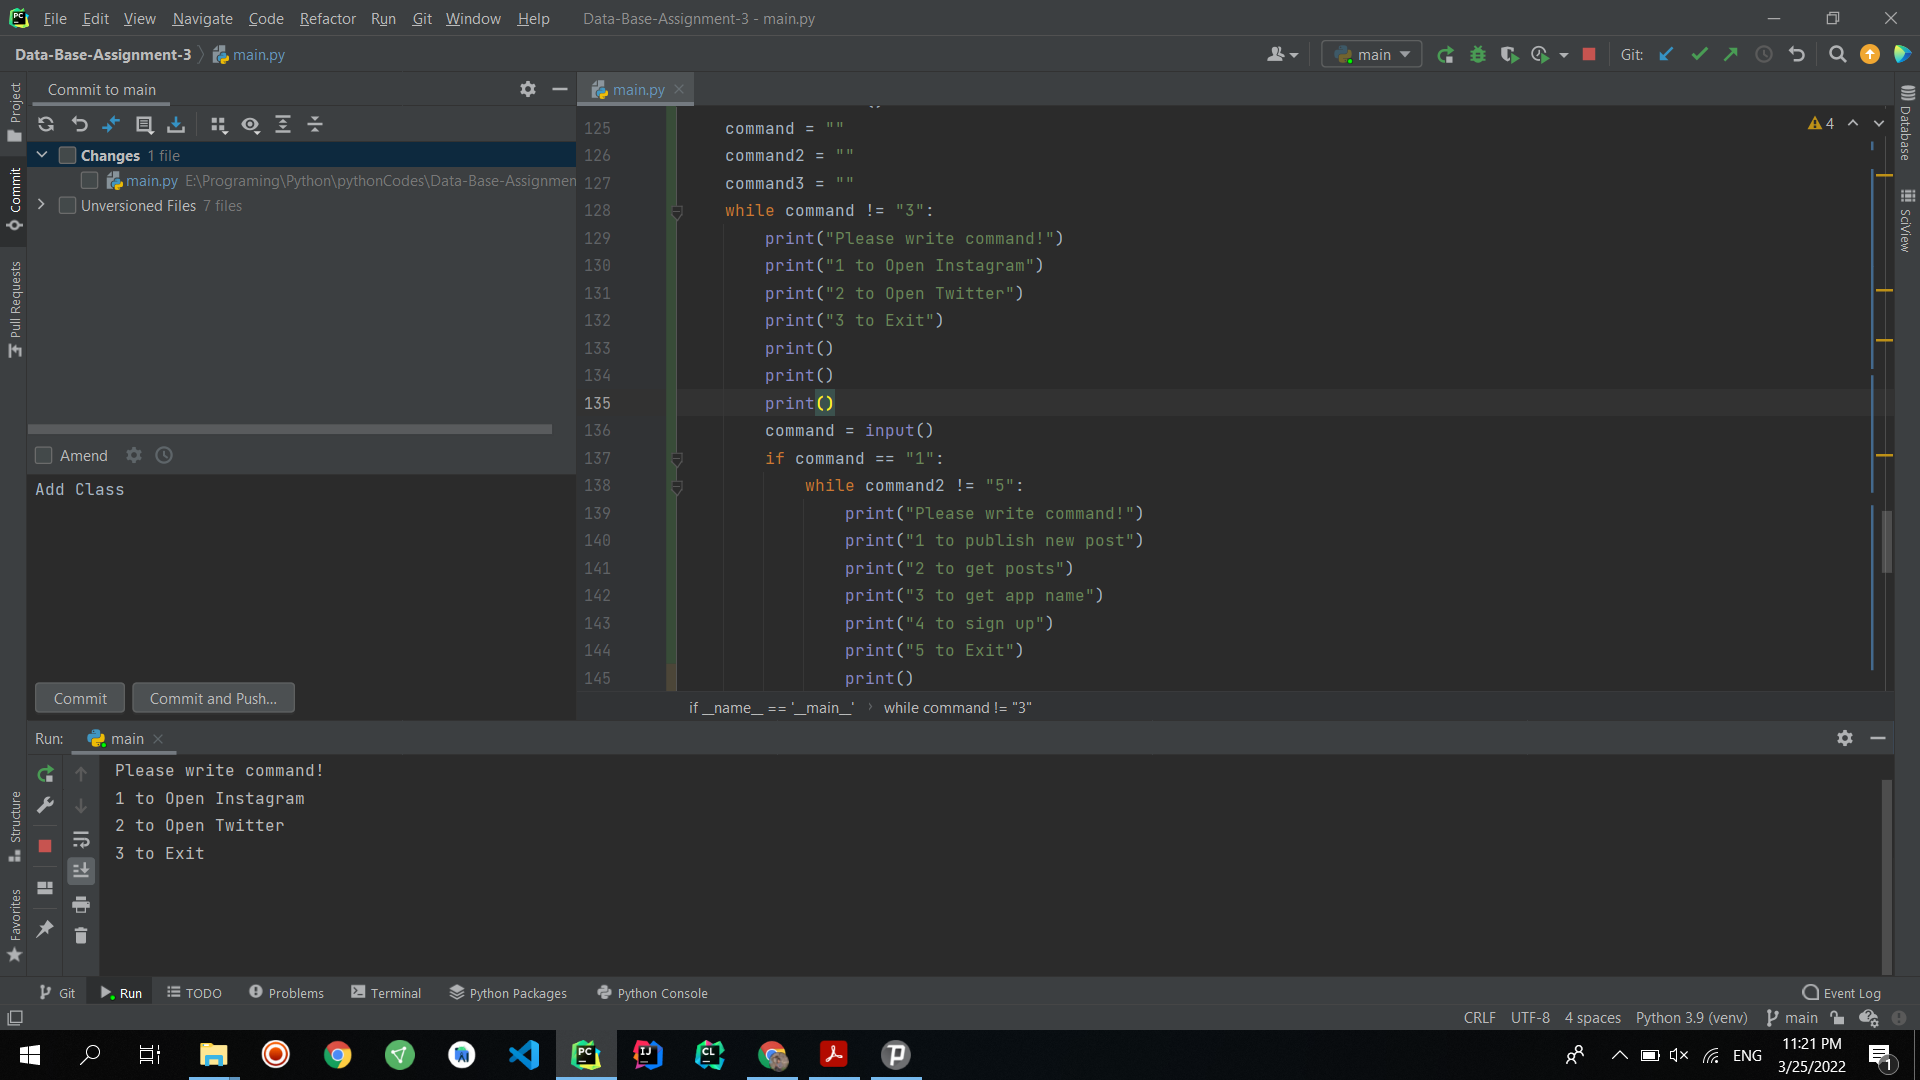 File Edit View Navigate Code Refactor Run Git Window Help Data-Base-Assignment-3 - main.py
Data-Base-Assignment-3 main.py
main
Git:
Commit to main
Changes 1 file
main.py E:\Programing\Python\pythonCodes\Data-Base-Assignmen
Unversioned Files 7 files
Amend
Add Class
Commit
Commit and Push...
Project
Commit
Pull Requests
Structure
Favorites
main.py
4
125 command = ""
126 command2 = ""
127 command3 = ""
128 while command != "3":
129 print("Please write command!")
130 print("1 to Open Instagram")
131 print("2 to Open Twitter")
132 print("3 to Exit")
133 print()
134 print()
135 print()
136 command = input()
137 if command == "1":
138 while command2 != "5":
139 print("Please write command!")
140 print("1 to publish new post")
141 print("2 to get posts")
142 print("3 to get app name")
143 print("4 to sign up")
144 print("5 to Exit")
145 print()
if __name__ == '__main__' › while command != "3"
Database
SciView
Run: main
Please write command!
1 to Open Instagram
2 to Open Twitter
3 to Exit
Git Run TODO Problems Terminal Python Packages Python Console Event Log
CRLF UTF-8 4 spaces Python 3.9 (venv) main
ENG
11:21 PM
3/25/2022
1